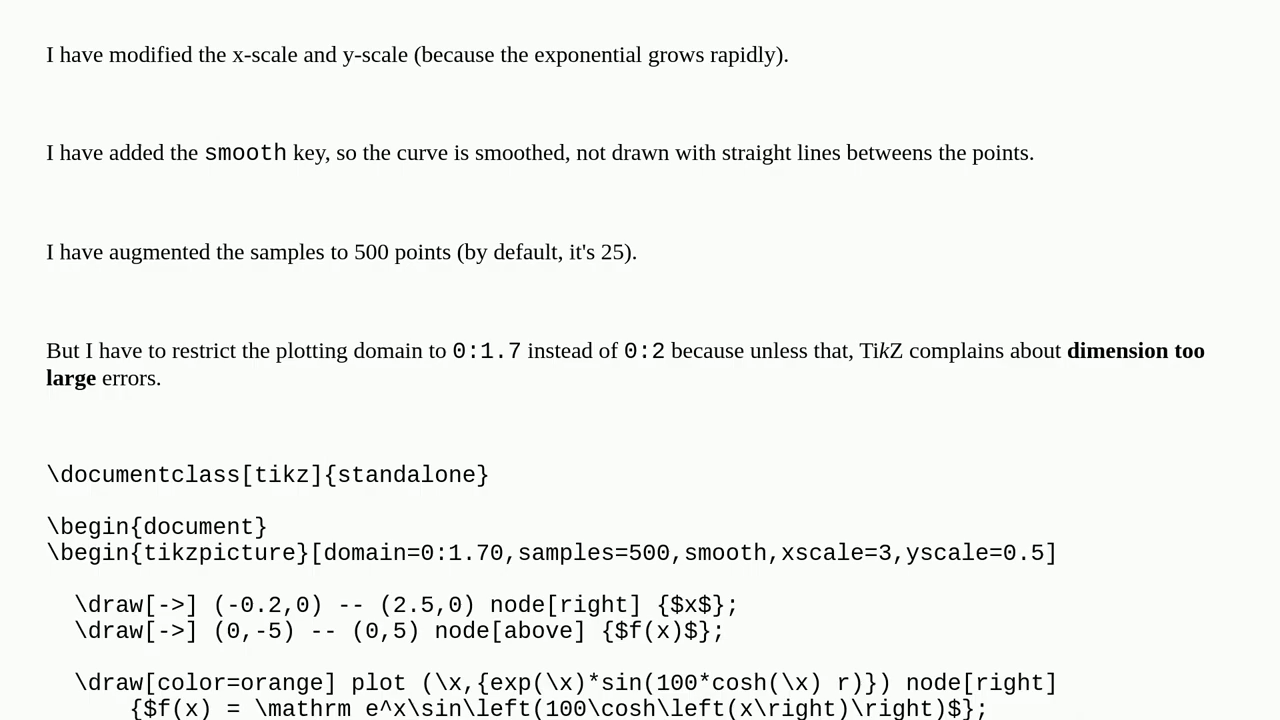 I have modified the x-scale and y-scale (because the exponential grows rapidly).
I have added the smooth key, so the curve is smoothed, not drawn with straight lines betweens the points.
I have augmented the samples to 500 points (by default, it's 25).
But I have to restrict the plotting domain to 0:1.7 instead of 0:2 because unless that, TikZ complains about dimension too
large errors.
\documentclass[tikz]{standalone}
\begin{document}
\begin{tikzpicture}[domain=0:1.70,samples=500,smooth,xscale=3,yscale=0.5]
  \draw[->] (-0.2,0) -- (2.5,0) node[right] {$x$};
  \draw[->] (0,-5) -- (0,5) node[above] {$f(x)$};
  \draw[color=orange] plot (\x,{exp(\x)*sin(100*cosh(\x) r)}) node[right]
      {$f(x) = \mathrm e^x\sin\left(100\cosh\left(x\right)\right)$};